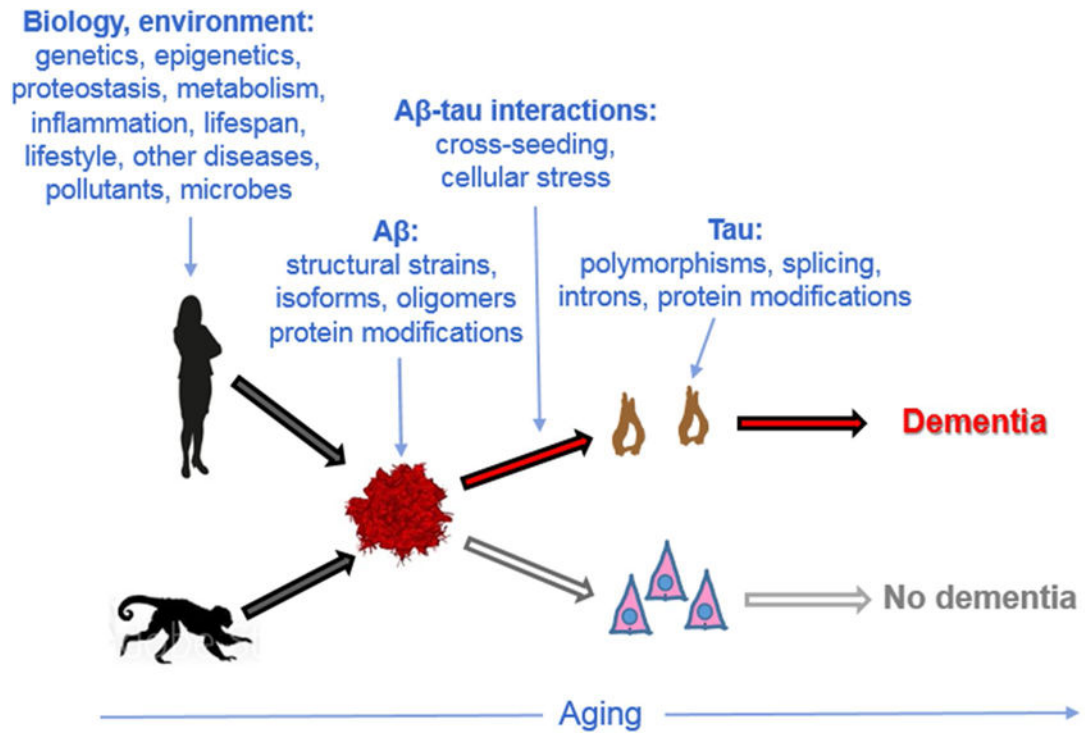 Biology, environment:
genetics, epigenetics,
proteostasis, metabolism,
inflammation, lifespan,
lifestyle, other diseases,
pollutants, microbes
Aβ-tau interactions:
cross-seeding,
cellular stress
Aβ:
structural strains,
isoforms, oligomers
protein modifications
Tau:
polymorphisms, splicing,
introns, protein modifications
Dementia
No dementia
Aging